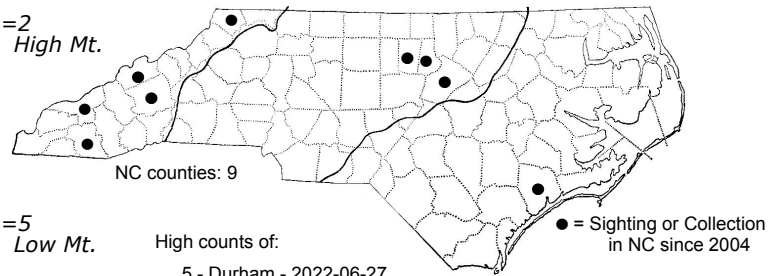 =2
High Mt.
NC counties: 9
=5
Low Mt.
High counts of:
● = Sighting or Collection
in NC since 2004
5 - Durham - 2022-06-27